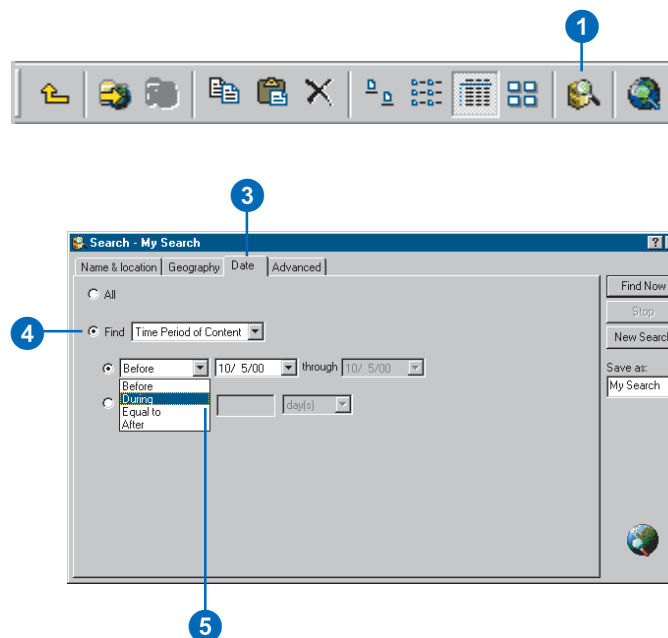 1
3
Search - My Search
?
Name & location Geography Date Advanced
All
Find Now
Stop
4
Find Time Period of Content
New Search
Before 10/ 5/00 through 10/ 5/00
Save as:
My Search
Before
During
Equal to
After
day(s)
5